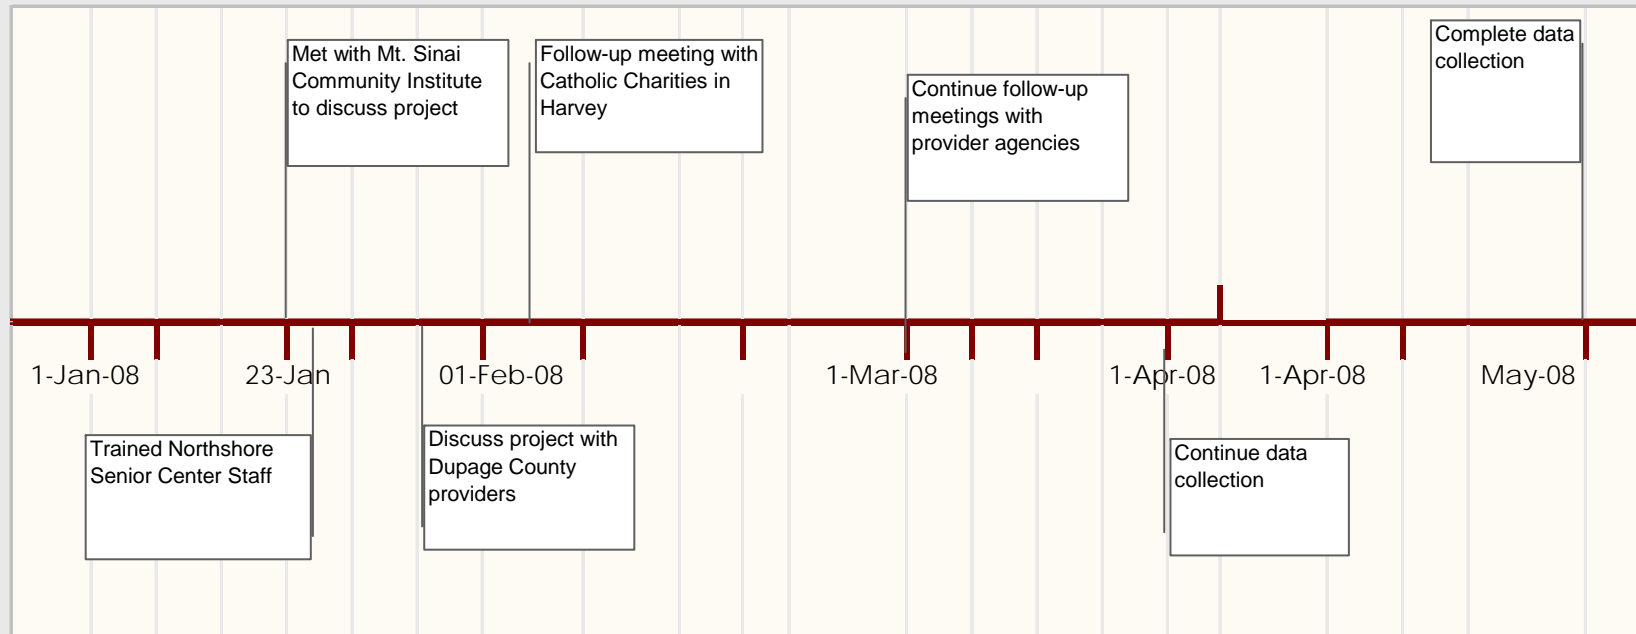 Met with Mt. Sinai
Community Institute
to discuss project
Follow-up meeting with
Catholic Charities in
Harvey
Continue follow-up
meetings with
provider agencies
Complete data
collection
1-Jan-08
23-Jan
01-Feb-08
1-Mar-08
1-Apr-08
1-Apr-08
May-08
Trained Northshore
Senior Center Staff
Discuss project with
Dupage County
providers
Continue data
collection